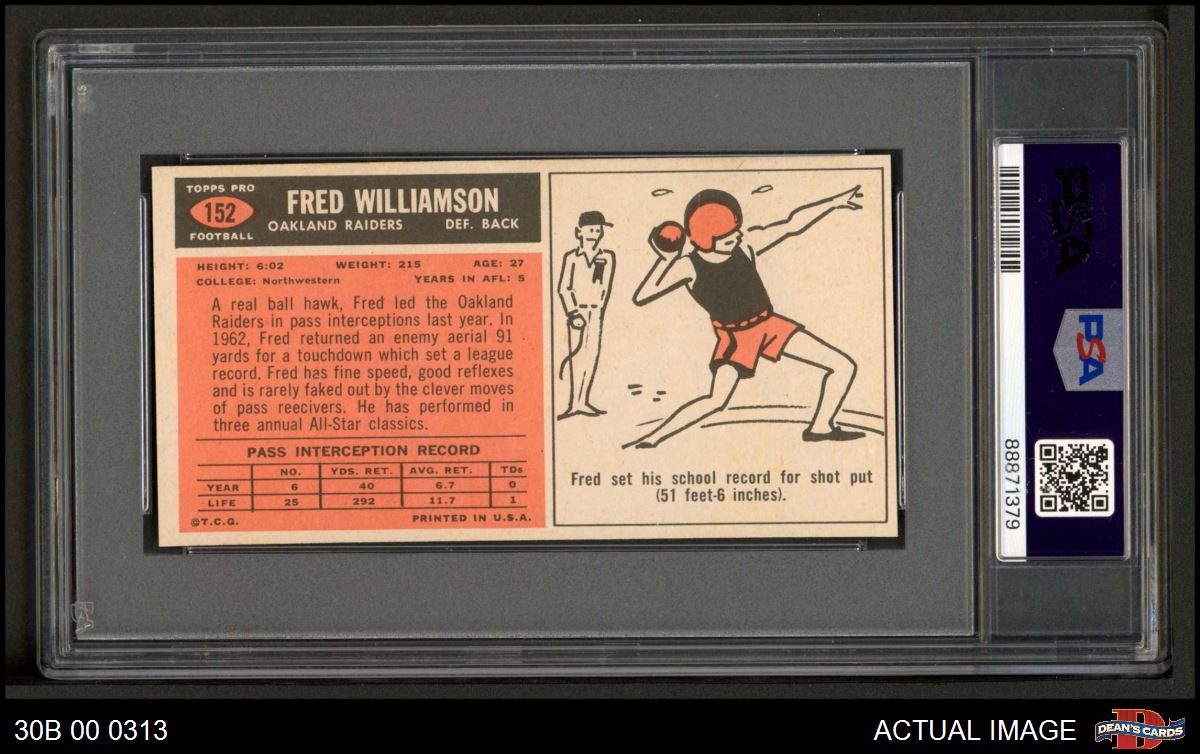 TOPPS PRO
152
FOOTBALL
FRED WILLIAMSON
OAKLAND RAIDERS DEF. BACK
HEIGHT: 6:02 WEIGHT: 215 AGE: 27
COLLEGE: Northwestern YEARS IN AFL: 5
A real ball hawk, Fred led the Oakland
Raiders in pass interceptions last year. In
1962, Fred returned an enemy aerial 91
yards for a touchdown which set a league
record. Fred has fine speed, good reflexes
and is rarely faked out by the clever moves
of pass reecivers. He has performed in
three annual All-Star classics.
PASS INTERCEPTION RECORD
NO. YDS. RET. AVG. RET. TDs
YEAR 6 40 6.7 0
LIFE 25 292 11.7 1
©T.C.G. PRINTED IN U.S.A.
Fred set his school record for shot put
(51 feet-6 inches).
PSA
PSA
88871379
30B 00 0313
ACTUAL IMAGE
DEAN'S CARDS